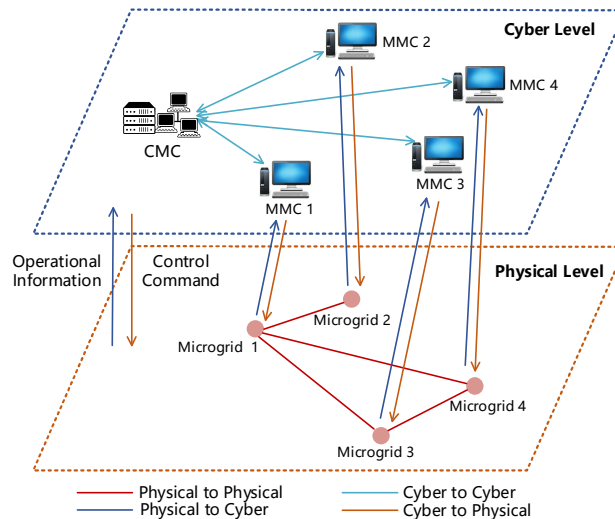 Cyber Level
MMC 2
MMC 4
CMC
MMC 3
MMC 1
Operational
Information
Control
Command
Physical Level
Microgrid 2
Microgrid 1
Microgrid 4
Microgrid 3
Physical to Physical
Cyber to Cyber
Physical to Cyber
Cyber to Physical